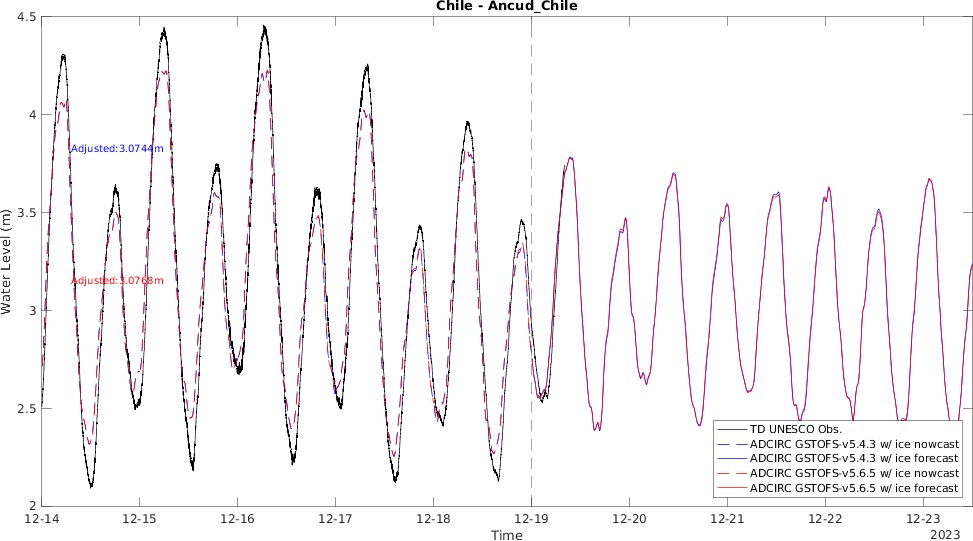 Chile - Ancud_Chile
4.5
4
3.5
3
2.5
2
Water Level (m)
Adjusted:3.0744m
Adjusted:3.0768m
TD UNESCO Obs.
ADCIRC GSTOFS-v5.4.3 w/ ice nowcast
ADCIRC GSTOFS-v5.4.3 w/ ice forecast
ADCIRC GSTOFS-v5.6.5 w/ ice nowcast
ADCIRC GSTOFS-v5.6.5 w/ ice forecast
12-14 12-15 12-16 12-17 12-18 12-19 12-20 12-21 12-22 12-23
Time
2023